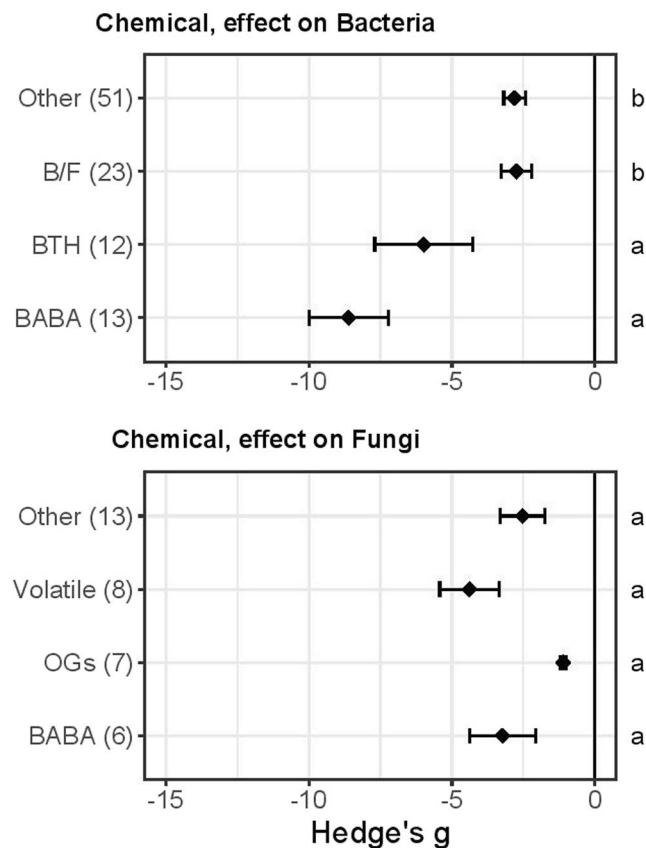 Chemical, effect on Bacteria
Other (51) b
B/F (23) b
BTH (12) a
BABA (13) a
-15 -10 -5 0
Chemical, effect on Fungi
Other (13) a
Volatile (8) a
OGs (7) a
BABA (6) a
-15 -10 -5 0
Hedge's g